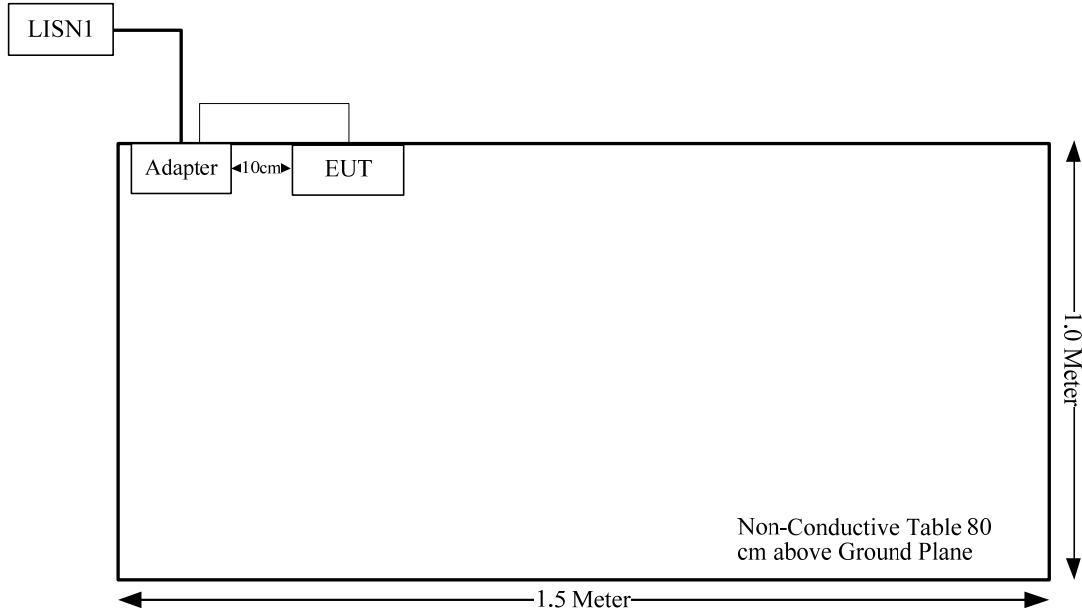 LISN1
Adapter
10cm
EUT
1.0 Meter
Non-Conductive Table 80
cm above Ground Plane
1.5 Meter